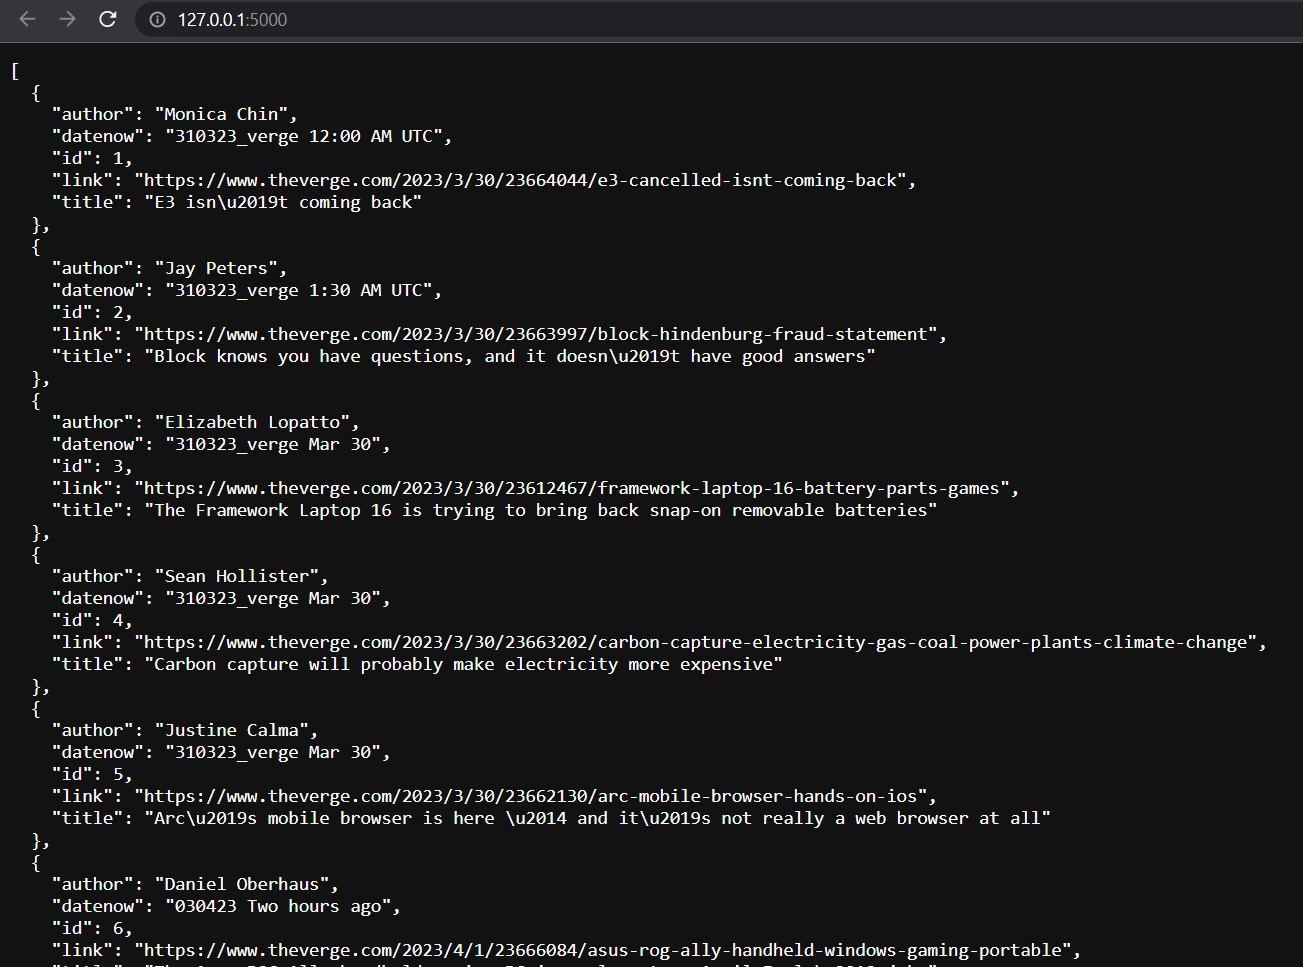 127.0.0.1:5000
[
  {
    "author": "Monica Chin",
    "datenow": "310323_verge 12:00 AM UTC",
    "id": 1,
    "link": "https://www.theverge.com/2023/3/30/23664044/e3-cancelled-isnt-coming-back",
    "title": "E3 isn\u2019t coming back"
  },
  {
    "author": "Jay Peters",
    "datenow": "310323_verge 1:30 AM UTC",
    "id": 2,
    "link": "https://www.theverge.com/2023/3/30/23663997/block-hindenburg-fraud-statement",
    "title": "Block knows you have questions, and it doesn\u2019t have good answers"
  },
  {
    "author": "Elizabeth Lopatto",
    "datenow": "310323_verge Mar 30",
    "id": 3,
    "link": "https://www.theverge.com/2023/3/30/23612467/framework-laptop-16-battery-parts-games",
    "title": "The Framework Laptop 16 is trying to bring back snap-on removable batteries"
  },
  {
    "author": "Sean Hollister",
    "datenow": "310323_verge Mar 30",
    "id": 4,
    "link": "https://www.theverge.com/2023/3/30/23663202/carbon-capture-electricity-gas-coal-power-plants-climate-change",
    "title": "Carbon capture will probably make electricity more expensive"
  },
  {
    "author": "Justine Calma",
    "datenow": "310323_verge Mar 30",
    "id": 5,
    "link": "https://www.theverge.com/2023/3/30/23662130/arc-mobile-browser-hands-on-ios",
    "title": "Arc\u2019s mobile browser is here \u2014 and it\u2019s not really a web browser at all"
  },
  {
    "author": "Daniel Oberhaus",
    "datenow": "030423 Two hours ago",
    "id": 6,
    "link": "https://www.theverge.com/2023/4/1/23666084/asus-rog-ally-handheld-windows-gaming-portable",